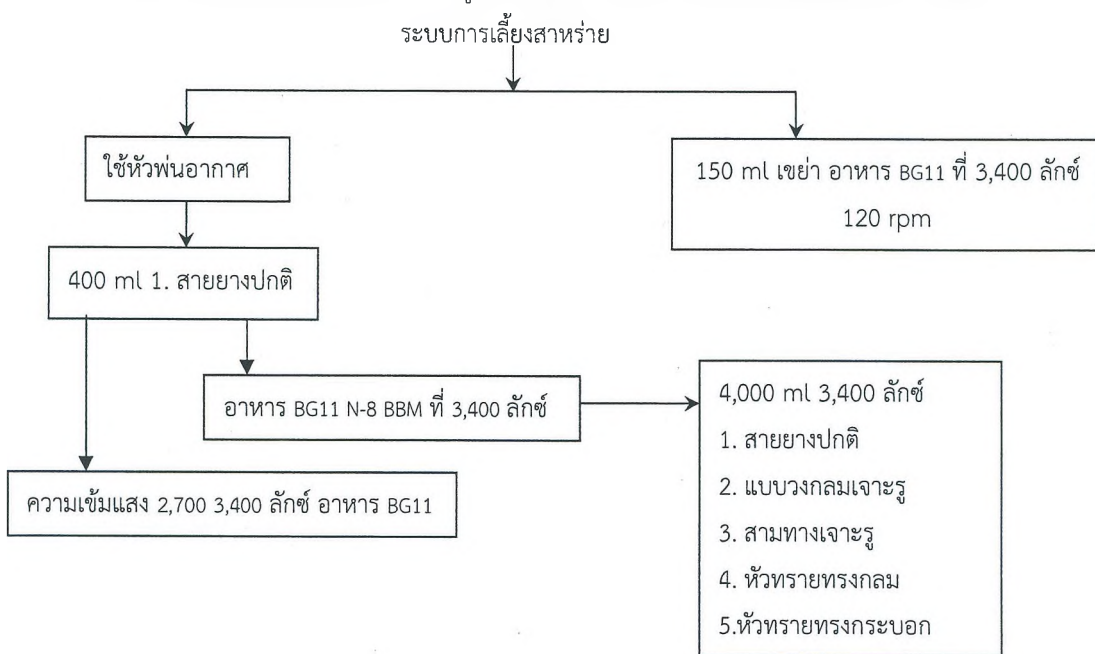 ระบบการเลี้ยงสาหร่าย
ใช้หัวพ่นอากาศ
150 ml เขย่า อาหาร BG11 ที่ 3,400 ลักซ์
120 rpm
400 ml 1. สายยางปกติ
อาหาร BG11 N-8 BBM ที่ 3,400 ลักซ์
ความเข้มแสง 2,700 3,400 ลักซ์ อาหาร BG11
4,000 ml 3,400 ลักซ์
1. สายยางปกติ
2. แบบวงกลมเจาะรู
3. สามทางเจาะรู
4. หัวทรายทรงกลม
5.หัวทรายทรงกระบอก